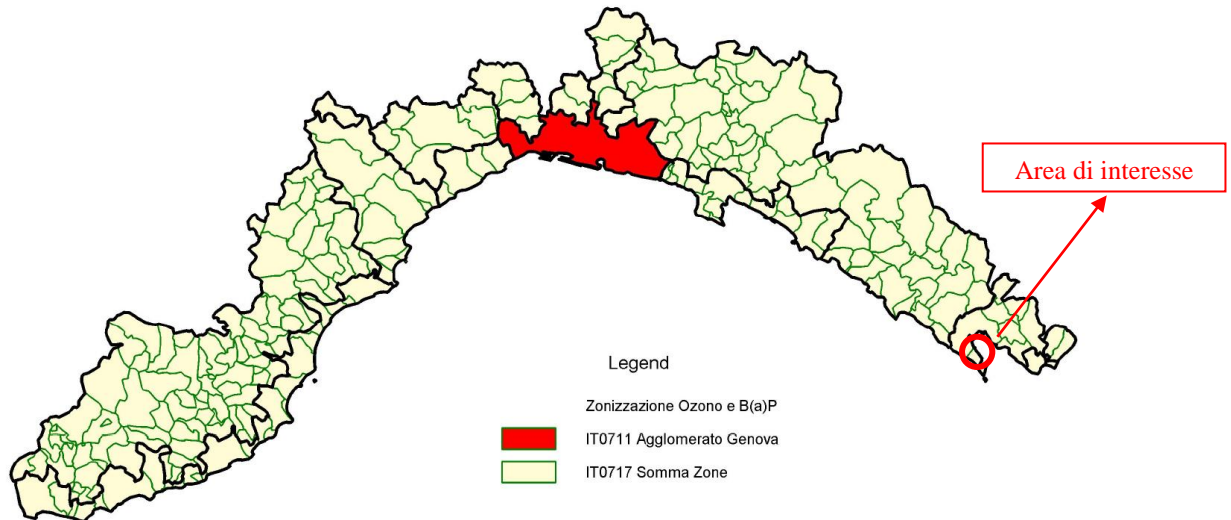 Area di interesse
Legend
Zonizzazione Ozono e B(a)P
IT0711 Agglomerato Genova
IT0717 Somma Zone